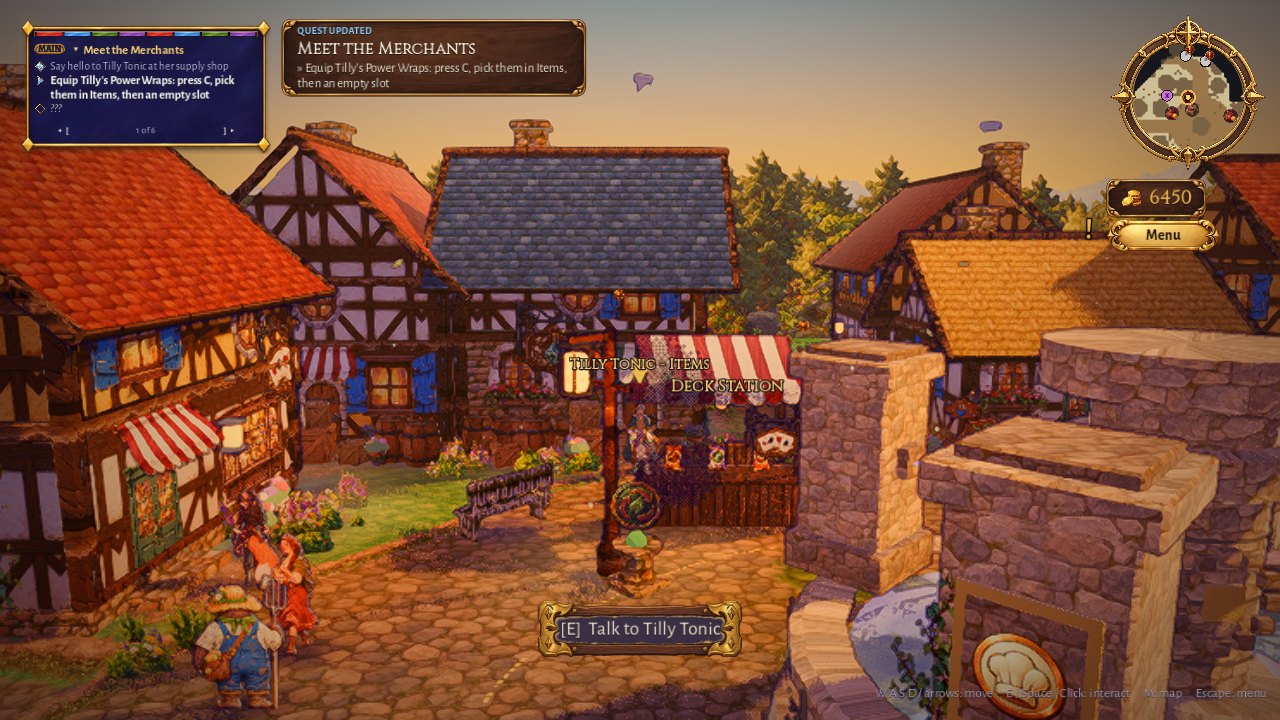 MAIN ▾ Meet the Merchants
Say hello to Tilly Tonic at her supply shop
Equip Tilly's Power Wraps: press C, pick
them in Items, then an empty slot
???
1 of 6
QUEST UPDATED
MEET THE MERCHANTS
» Equip Tilly's Power Wraps: press C, pick them in Items,
then an empty slot
6450
Menu
!
TILLY TONIC - ITEMS
DECK STATION
[E] Talk to Tilly Tonic
W A S D / arrows: move E / Space / Click: interact M: map Escape: menu